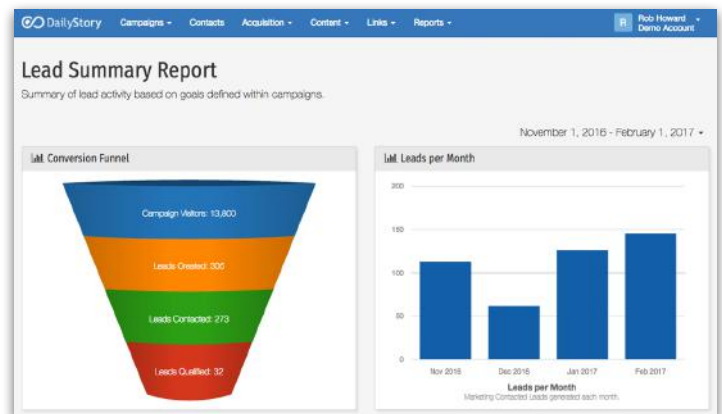 DailyStory Campaigns Contacts Acquisition Content Links Reports R Rob Howard
Demo Account
Lead Summary Report
Summary of lead activity based on goals defined within campaigns.
November 1, 2016 - February 1, 2017
Conversion Funnel
Campaign Visitors: 13,800
Leads Created: 306
Leads Contacted: 273
Leads Qualified: 32
Leads per Month
200
150
100
50
0
Nov 2016 Dec 2016 Jan 2017 Feb 2017
Leads per Month
Marketing Contacted Leads generated each month.